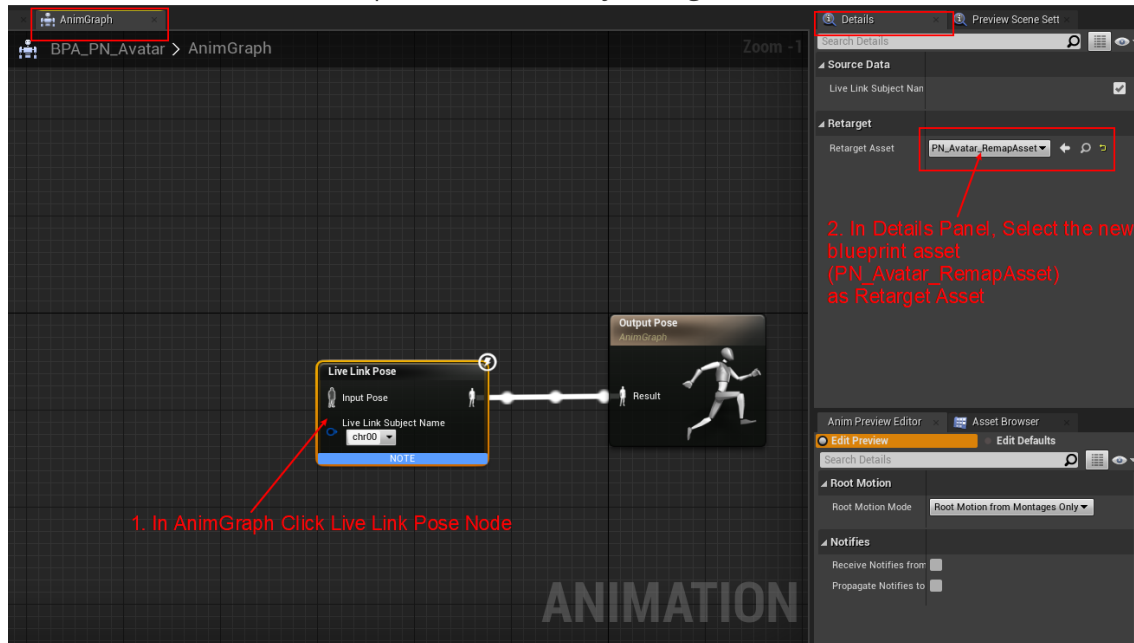 AnimGraph
Details
Preview Scene Sett
BPA_PN_Avatar > AnimGraph
Zoom -1
Search Details
Source Data
Live Link Subject Nan
Retarget
Retarget Asset
PN_Avatar_RemapAsset
2. In Details Panel, Select the new
blueprint asset
(PN_Avatar_RemapAsset)
as Retarget Asset
Output Pose
AnimGraph
Result
Live Link Pose
Input Pose
Live Link Subject Name
chr00
NOTE
1. In AnimGraph Click Live Link Pose Node
ANIMATION
Anim Preview Editor
Asset Browser
Edit Preview
Edit Defaults
Search Details
Root Motion
Root Motion Mode
Root Motion from Montages Only
Notifies
Receive Notifies from
Propagate Notifies to